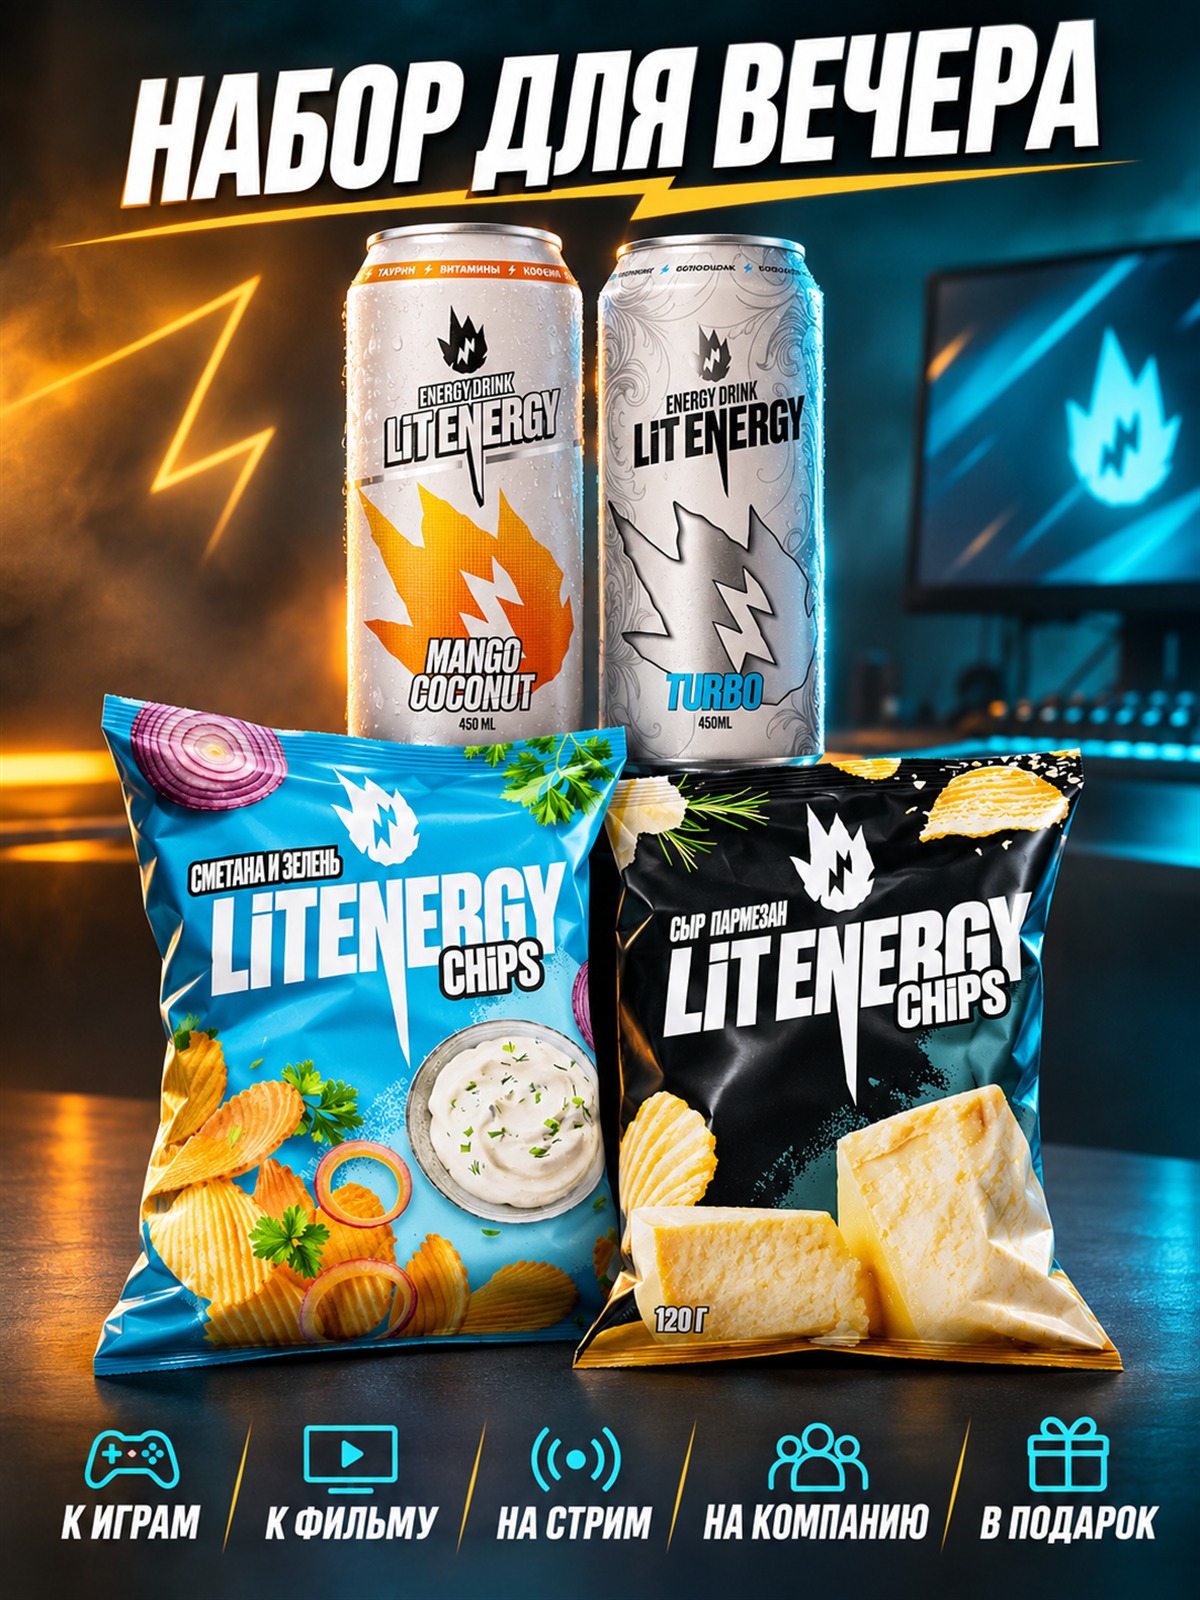 НАБОР ДЛЯ ВЕЧЕРА
ТАУРИН ВИТАМИНЫ КОФЕИН
ENERGY DRINK
LiT ENERGY
MANGO
COCONUT
450 ML
ENERGY DRINK
LiT ENERGY
TURBO
450ML
СМЕТАНА И ЗЕЛЕНЬ
LiTENERGY
CHiPS
СЫР ПАРМЕЗАН
LiT ENERGY
CHiPS
120 Г
К ИГРАМ
К ФИЛЬМУ
НА СТРИМ
НА КОМПАНИЮ
В ПОДАРОК